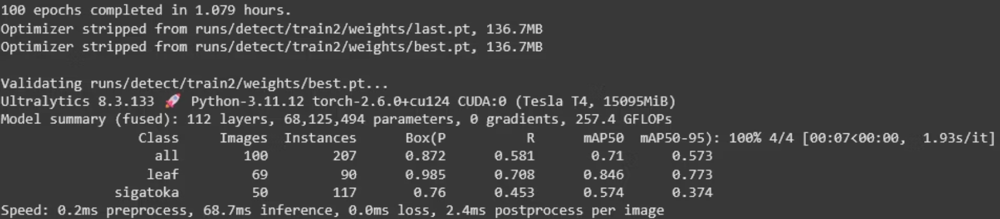 100 epochs completed in 1.079 hours.
Optimizer stripped from runs/detect/train2/weights/last.pt, 136.7MB
Optimizer stripped from runs/detect/train2/weights/best.pt, 136.7MB
Validating runs/detect/train2/weights/best.pt...
Ultralytics 8.3.133 🚀 Python-3.11.12 torch-2.6.0+cu124 CUDA:0 (Tesla T4, 15095MiB)
Model summary (fused): 112 layers, 68,125,494 parameters, 0 gradients, 257.4 GFLOPs
Class Images Instances Box(P R mAP50 mAP50-95): 100% 4/4 [00:07<00:00, 1.93s/it]
all 100 207 0.872 0.581 0.71 0.573
leaf 69 90 0.985 0.708 0.846 0.773
sigatoka 50 117 0.76 0.453 0.574 0.374
Speed: 0.2ms preprocess, 68.7ms inference, 0.0ms loss, 2.4ms postprocess per image